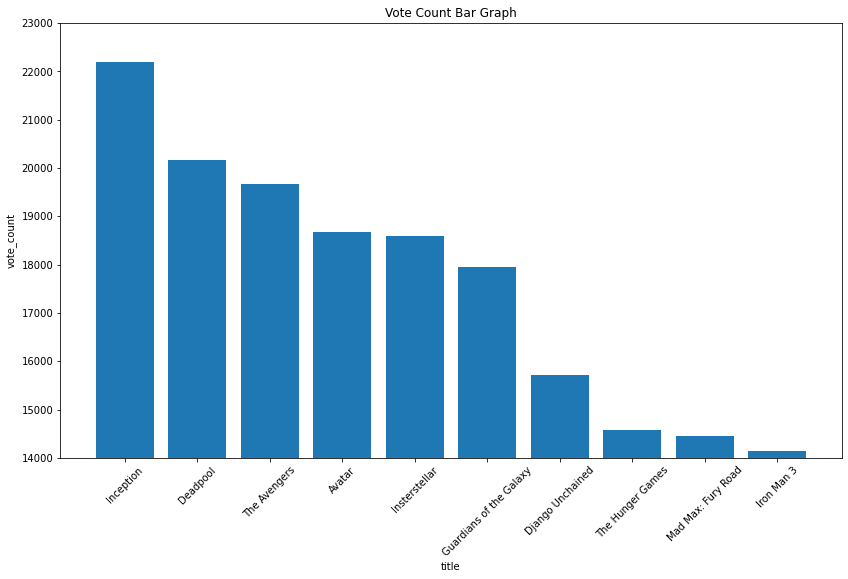 Vote Count Bar Graph
23000
22000
21000
20000
19000
18000
17000
16000
15000
14000
vote_count
Inception
Deadpool
The Avengers
Avatar
Insterstellar
Guardians of the Galaxy
Django Unchained
The Hunger Games
Mad Max: Fury Road
Iron Man 3
title